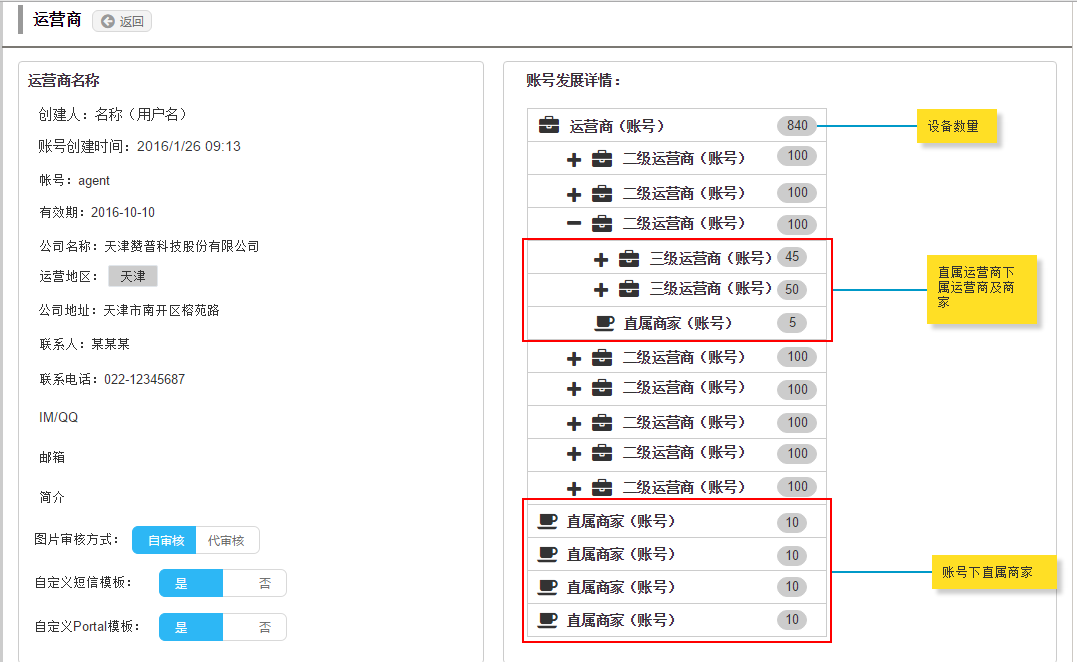 运营商
返回
运营商名称
创建人：名称（用户名）
账号创建时间：2016/1/26 09:13
帐号：agent
有效期：2016-10-10
公司名称：天津赞普科技股份有限公司
运营地区：
天津
公司地址：天津市南开区榕苑路
联系人：某某某
联系电话：022-12345687
IM/QQ
邮箱
简介
图片审核方式：
自审核
代审核
自定义短信模板：
是
否
自定义Portal模板：
是
否
账号发展详情：
运营商（账号） 840
二级运营商（账号） 100
二级运营商（账号） 100
二级运营商（账号） 100
三级运营商（账号） 45
三级运营商（账号） 50
直属商家（账号） 5
二级运营商（账号） 100
二级运营商（账号） 100
二级运营商（账号） 100
二级运营商（账号） 100
二级运营商（账号） 100
直属商家（账号） 10
直属商家（账号） 10
直属商家（账号） 10
直属商家（账号） 10
设备数量
直属运营商下
属运营商及商
家
账号下直属商家